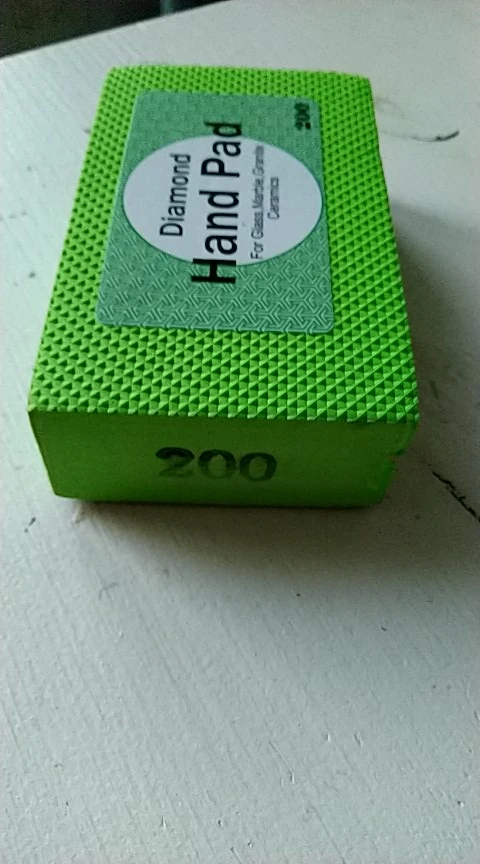 Diamond
Hand Pad
For Glass,Marble,Granite
Ceramics
200
200